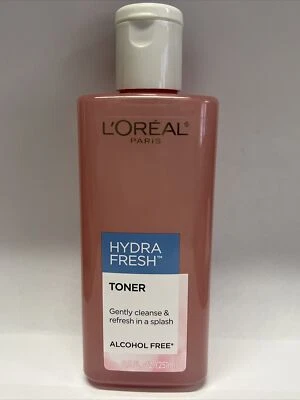 L'ORÉAL®
PARIS
HYDRA
FRESH™
TONER
Gently cleanse &
refresh in a splash
ALCOHOL FREE*